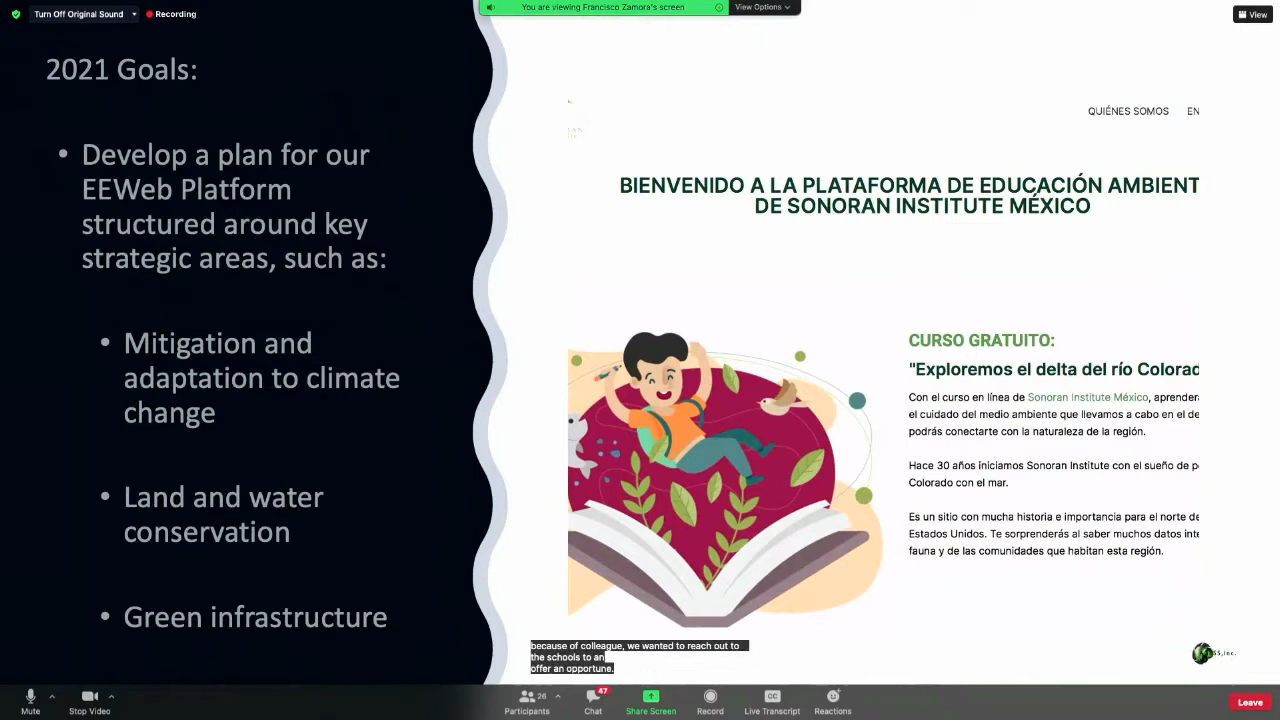 Turn Off Original Sound
Recording
You are viewing Francisco Zamora's screen
View Options
View
2021 Goals:
• Develop a plan for our
EEWeb Platform
structured around key
strategic areas, such as:
• Mitigation and
adaptation to climate
change
• Land and water
conservation
• Green infrastructure
QUIÉNES SOMOS EN
BIENVENIDO A LA PLATAFORMA DE EDUCACIÓN AMBIENT
DE SONORAN INSTITUTE MÉXICO
CURSO GRATUITO:
"Exploremos el delta del río Colorad
Con el curso en línea de Sonoran Institute México, aprender
el cuidado del medio ambiente que llevamos a cabo en el de
podrás conectarte con la naturaleza de la región.
Hace 30 años iniciamos Sonoran Institute con el sueño de p
Colorado con el mar.
Es un sitio con mucha historia e importancia para el norte de
Estados Unidos. Te sorprenderás al saber muchos datos inte
fauna y de las comunidades que habitan esta región.
because of colleague, we wanted to reach out to
the schools to an
offer an opportune.
Mute
Stop Video
26
Participants
47
Chat
Share Screen
Record
CC
Live Transcript
Reactions
Leave